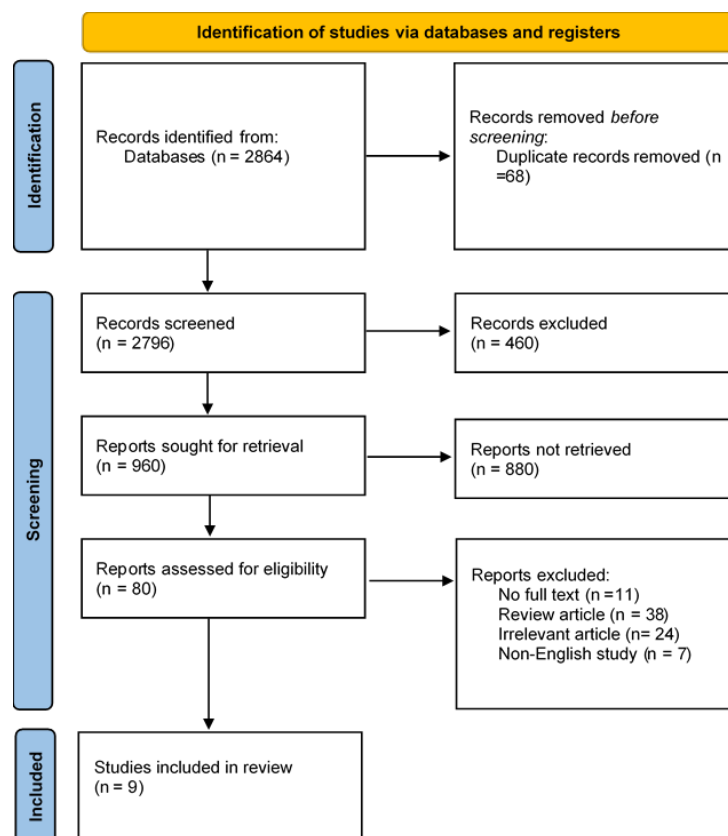 Identification of studies via databases and registers
Identification
Records identified from:
Databases (n = 2864)
Records removed before
screening:
Duplicate records removed (n
=68)
Screening
Records screened
(n = 2796)
Records excluded
(n = 460)
Reports sought for retrieval
(n = 960)
Reports not retrieved
(n = 880)
Reports assessed for eligibility
(n = 80)
Reports excluded:
No full text (n =11)
Review article (n = 38)
Irrelevant article (n= 24)
Non-English study (n = 7)
Included
Studies included in review
(n = 9)